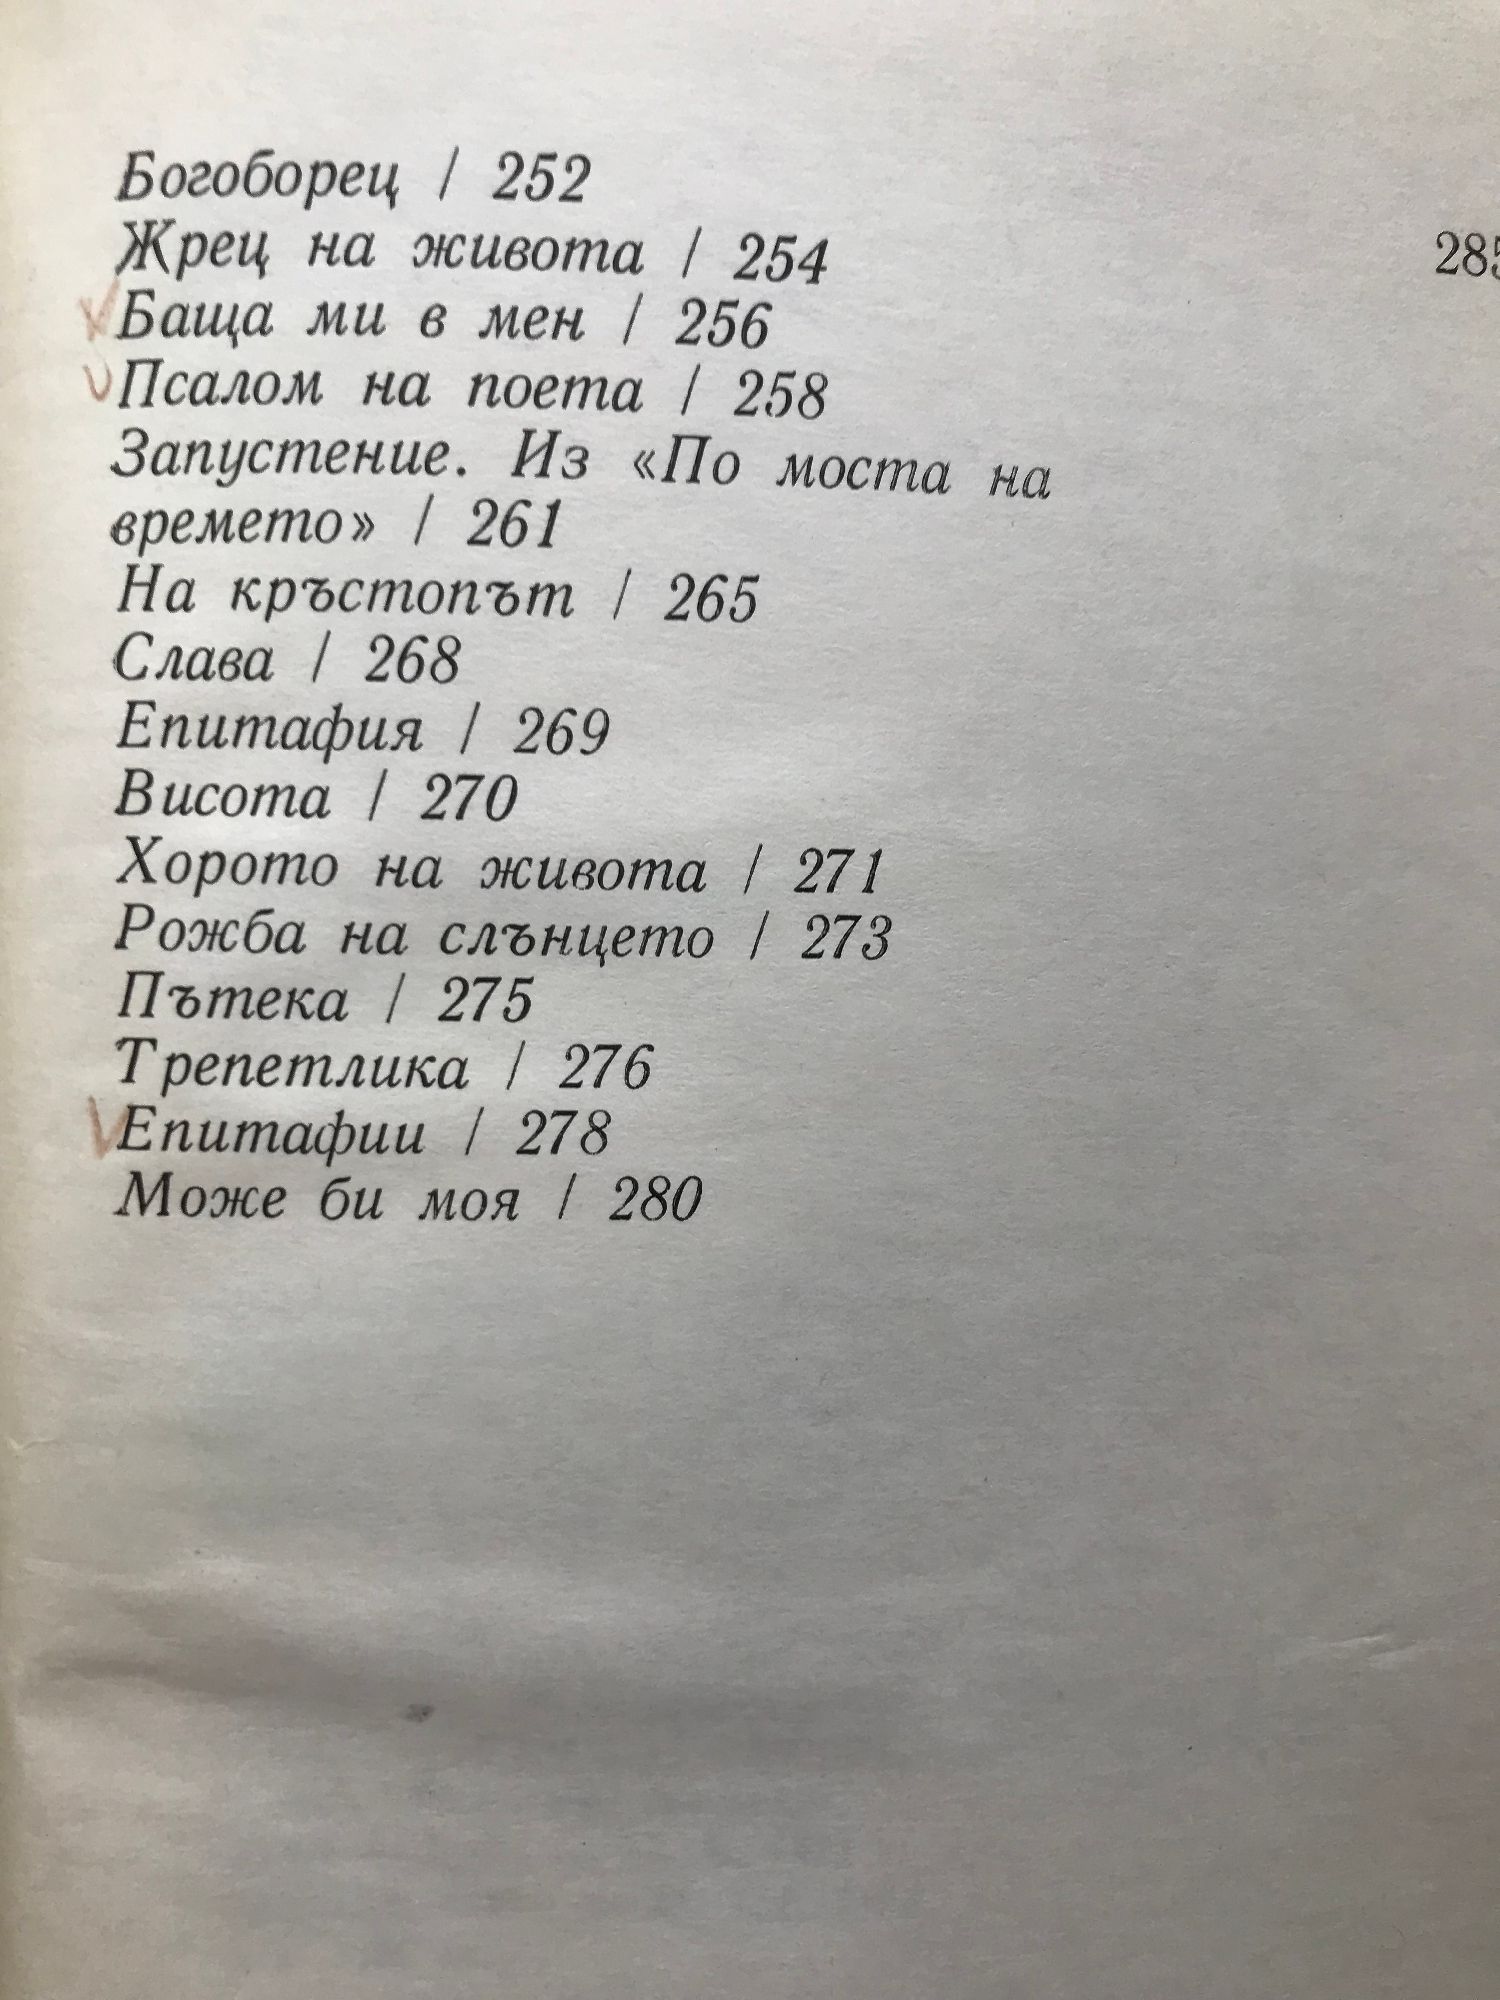 Богоборец / 252
Жрец на живота / 254
Баща ми в мен / 256
Псалом на поета / 258
Запустение. Из «По моста на
времето» / 261
На кръстопът / 265
Слава / 268
Епитафия / 269
Висота / 270
Хорото на живота / 271
Рожба на слънцето / 273
Пътека / 275
Трепетлика / 276
Епитафии / 278
Може би моя / 280
285